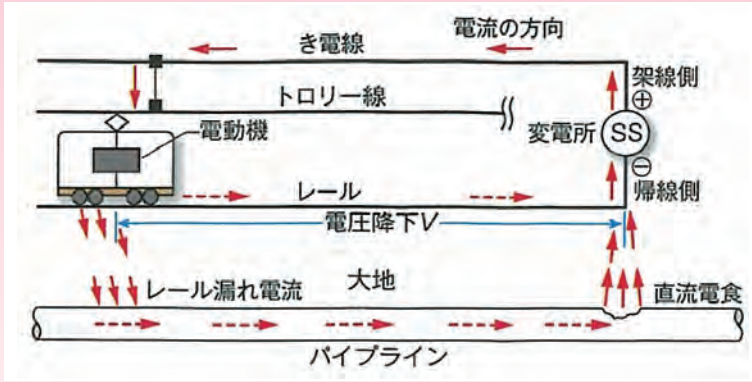 き電線
電流の方向
トロリー線
架線側
⊕
電動機
変電所
SS
⊖
帰線側
レール
電圧降下V
レール漏れ電流
大地
直流電食
パイプライン